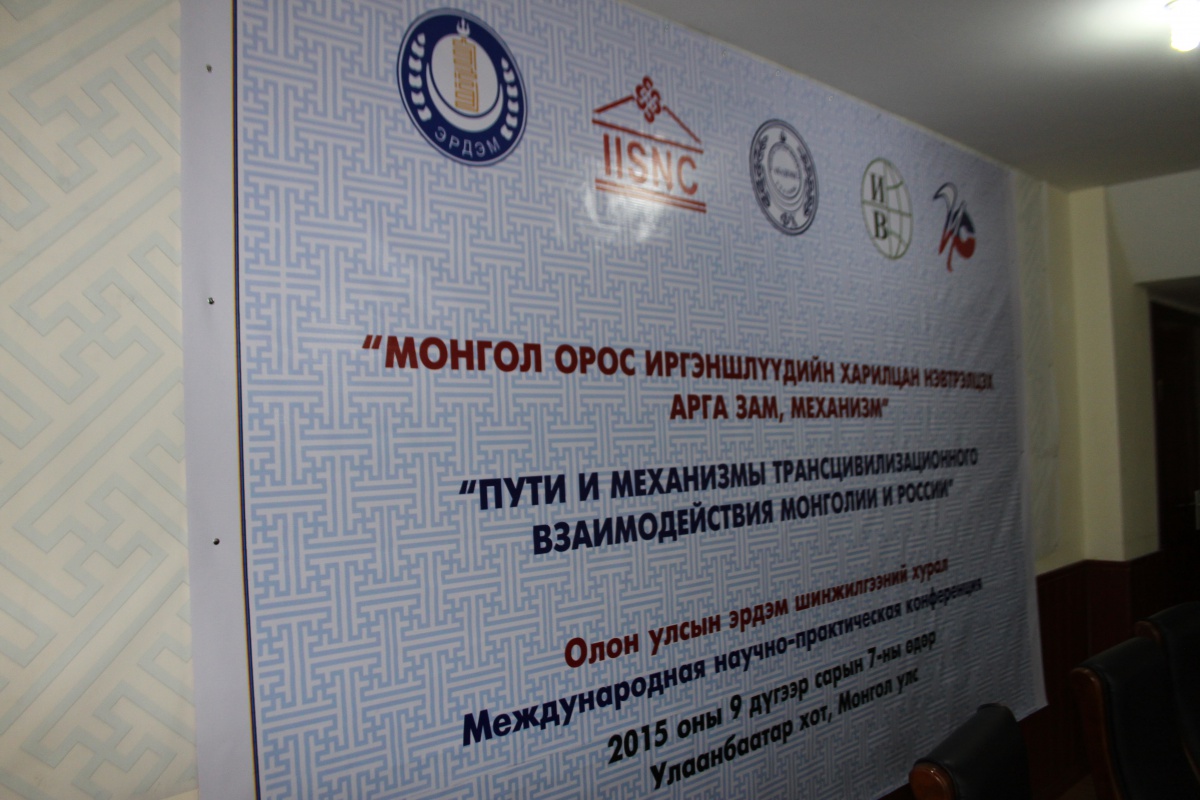 ЭРДЭМ
IISNC
И
В
“МОНГОЛ ОРОС ИРГЭНШЛҮҮДИЙН ХАРИЛЦАН НЭВТРЭЛЦЭХ
АРГА ЗАМ, МЕХАНИЗМ”
“ПУТИ И МЕХАНИЗМЫ ТРАНСЦИВИЛИЗАЦИОННОГО
ВЗАИМОДЕЙСТВИЯ МОНГОЛИИ И РОССИИ”
Олон улсын эрдэм шинжилгээний хурал
Международная научно-практическая конференция
2015 оны 9 дүгээр сарын 7-ны өдөр
Улаанбаатар хот, Монгол улс